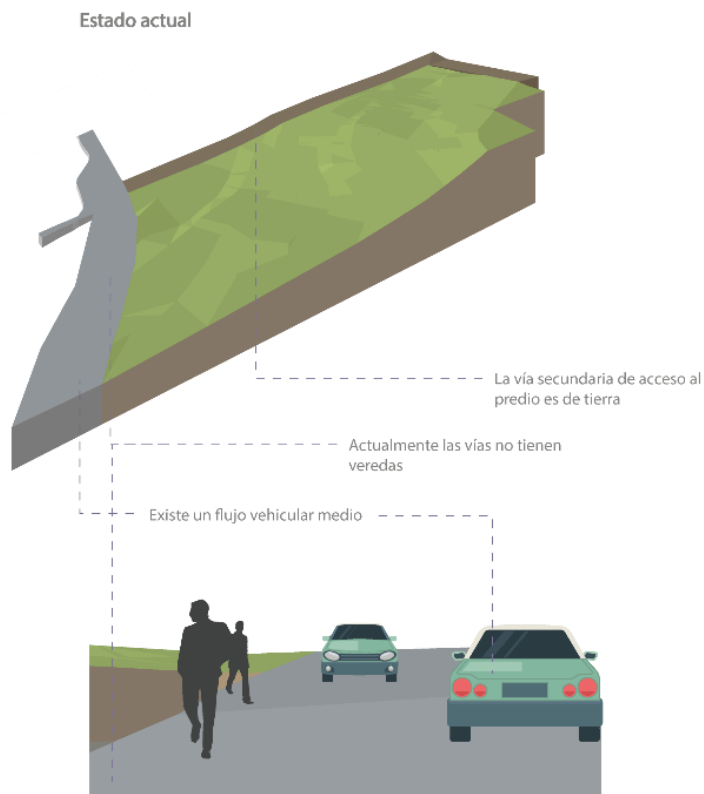 Estado actual
La vía secundaria de acceso al
predio es de tierra
Actualmente las vías no tienen
veredas
Existe un flujo vehicular medio